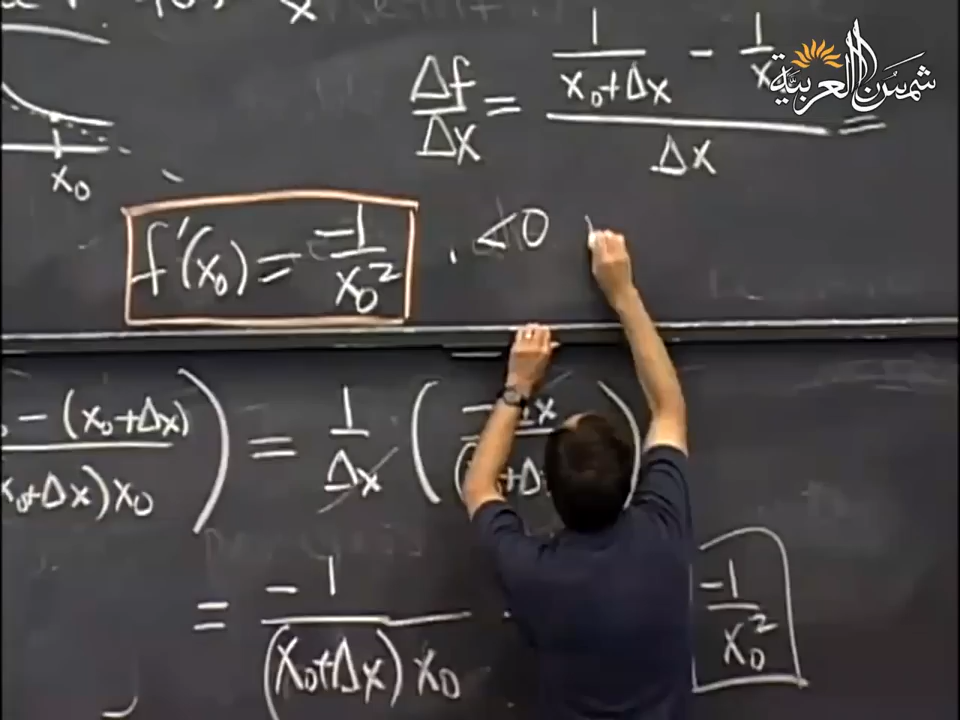 شمس العربية
Δf/Δx = (1/(x₀+Δx) - 1/x)/Δx =
x₀
f'(x₀) = -1/x₀² . <0
- (x₀+Δx) / x₀+Δx)x₀ ) = 1/Δx (
= -1/((x₀+Δx) x₀)
-1/x₀²